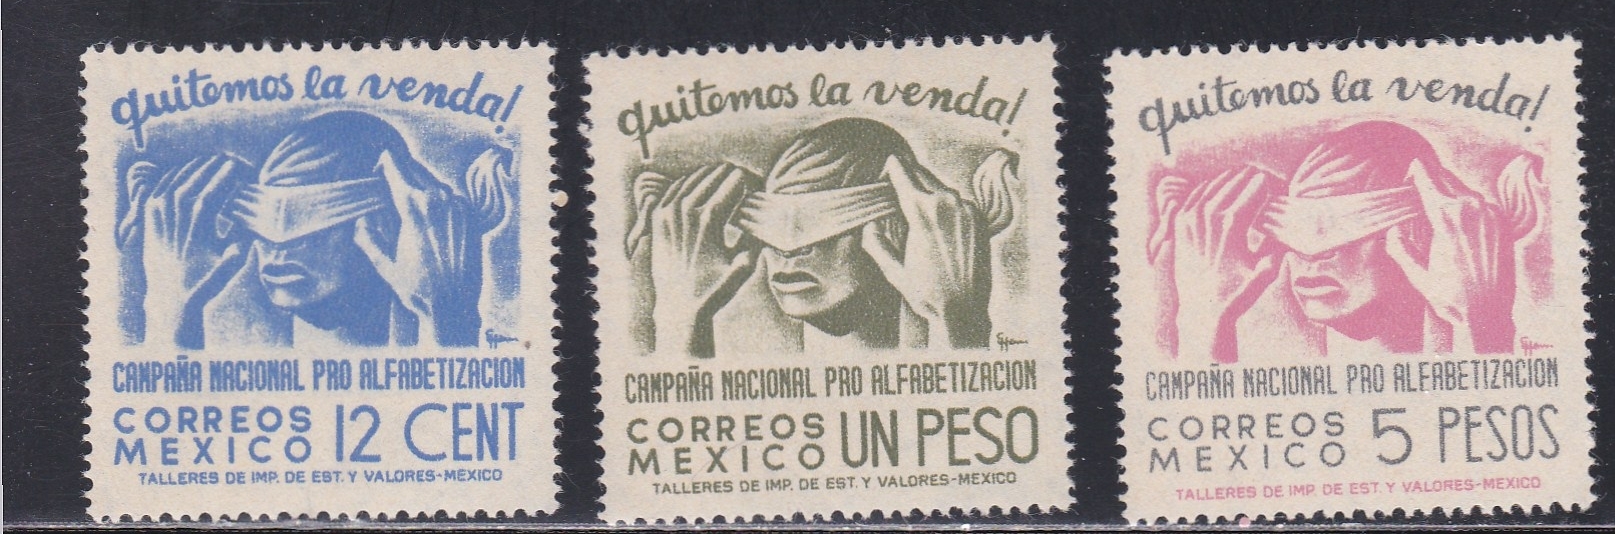 quitemos la venda!
CAMPAÑA NACIONAL PRO ALFABETIZACION
CORREOS
MEXICO 12 CENT
TALLERES DE IMP. DE EST. Y VALORES-MEXICO
quitemos la venda!
CAMPAÑA NACIONAL PRO ALFABETIZACION
CORREOS
MEXICO UN PESO
TALLERES DE IMP. DE EST. Y VALORES-MEXICO
quitemos la venda!
CAMPAÑA NACIONAL PRO ALFABETIZACION
CORREOS
MEXICO 5 PESOS
TALLERES DE IMP. DE EST. Y VALORES-MEXICO